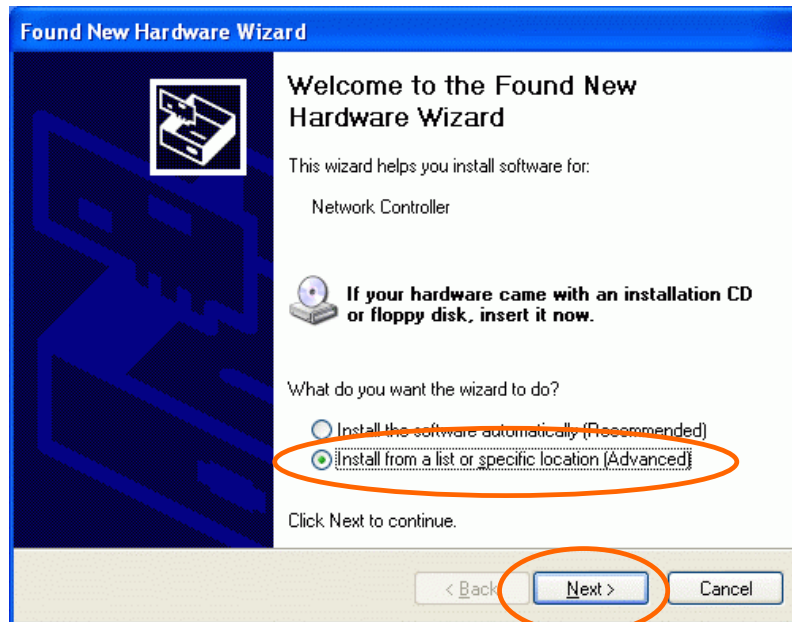 Found New Hardware Wizard
Welcome to the Found New
Hardware Wizard
This wizard helps you install software for:
Network Controller
If your hardware came with an installation CD
or floppy disk, insert it now.
What do you want the wizard to do?
Install the software automatically (Recommended)
Install from a list or specific location (Advanced)
Click Next to continue.
< Back Next > Cancel